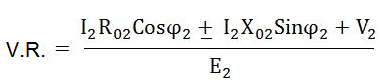 V.R. = I₂R₀₂Cosφ₂ ± I₂X₀₂Sinφ₂ + V₂
E₂